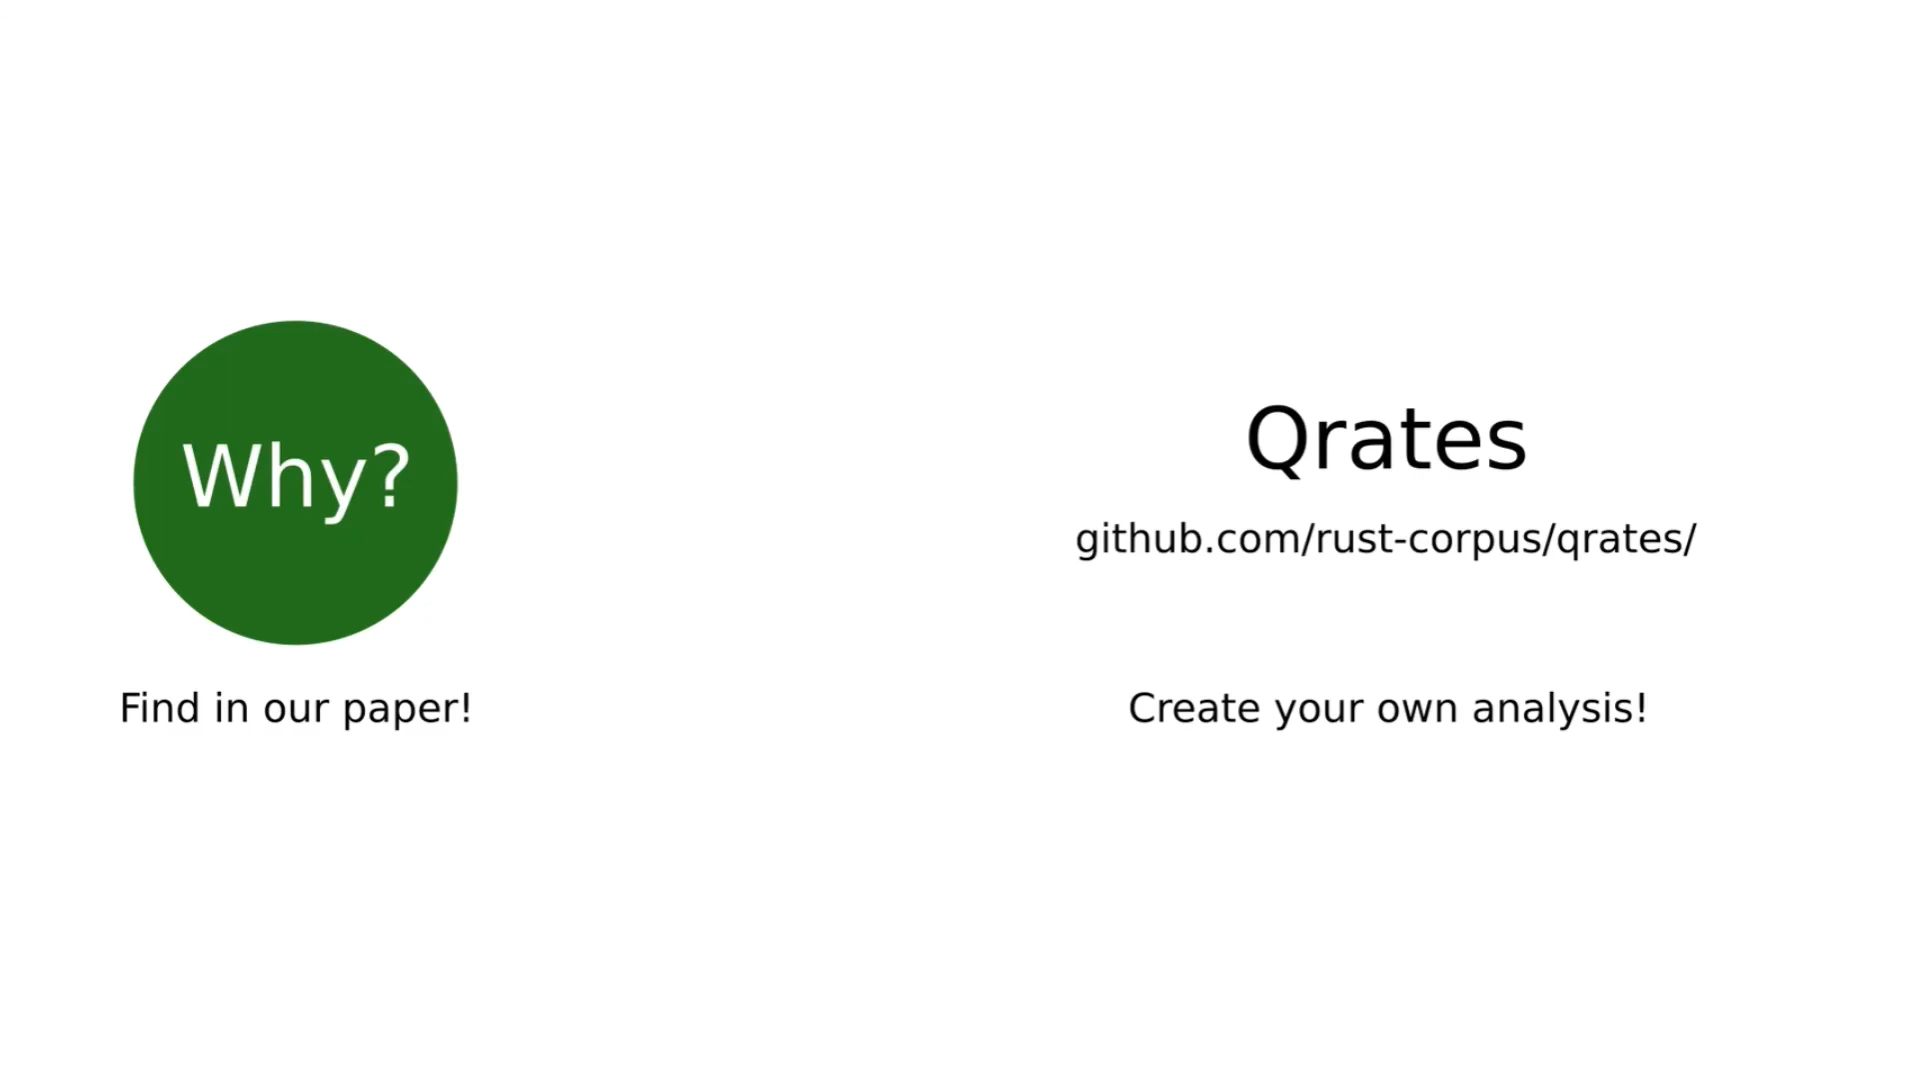 Why?
Find in our paper!
Qrates
github.com/rust-corpus/qrates/
Create your own analysis!